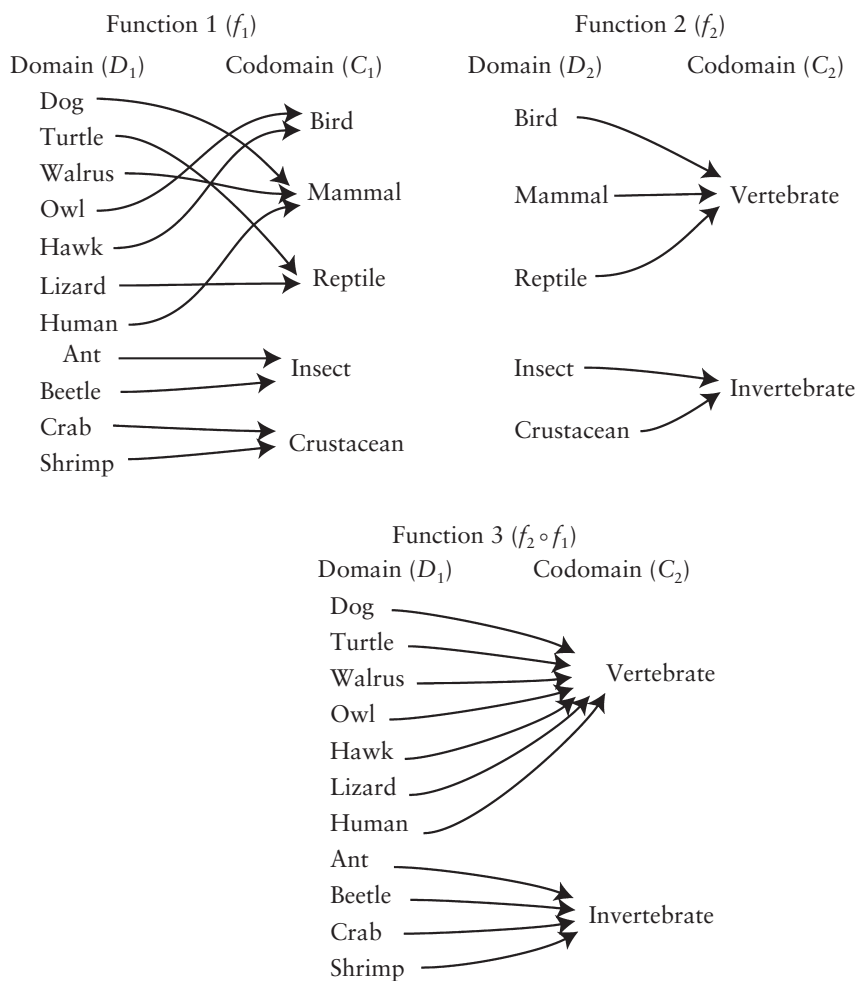 Function 1 (f₁)
Domain (D₁) Codomain (C₁)
Dog
Turtle
Walrus
Owl
Hawk
Lizard
Human
Ant
Beetle
Crab
Shrimp
Bird
Mammal
Reptile
Insect
Crustacean
Function 2 (f₂)
Domain (D₂) Codomain (C₂)
Bird
Mammal
Reptile
Insect
Crustacean
Vertebrate
Invertebrate
Function 3 (f₂ ∘ f₁)
Domain (D₁) Codomain (C₂)
Dog
Turtle
Walrus
Owl
Hawk
Lizard
Human
Ant
Beetle
Crab
Shrimp
Vertebrate
Invertebrate